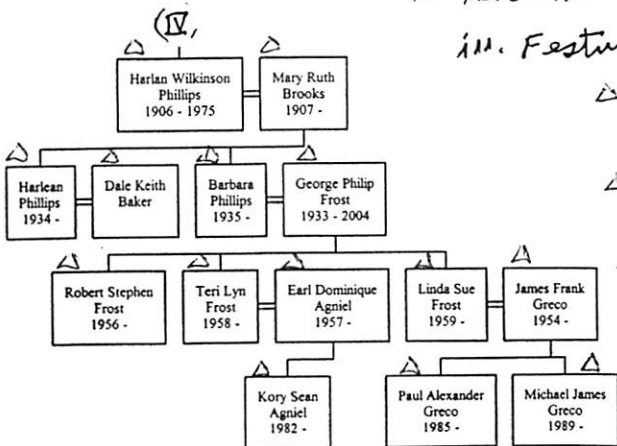 (IV,
ill. Festiv
Harlan Wilkinson
Phillips
1906 - 1975
Mary Ruth
Brooks
1907 -
Harlean
Phillips
1934 -
Dale Keith
Baker
Barbara
Phillips
1935 -
George Philip
Frost
1933 - 2004
Robert Stephen
Frost
1956 -
Teri Lyn
Frost
1958 -
Earl Dominique
Agniel
1957 -
Linda Sue
Frost
1959 -
James Frank
Greco
1954 -
Kory Sean
Agniel
1982 -
Paul Alexander
Greco
1985 -
Michael James
Greco
1989 -